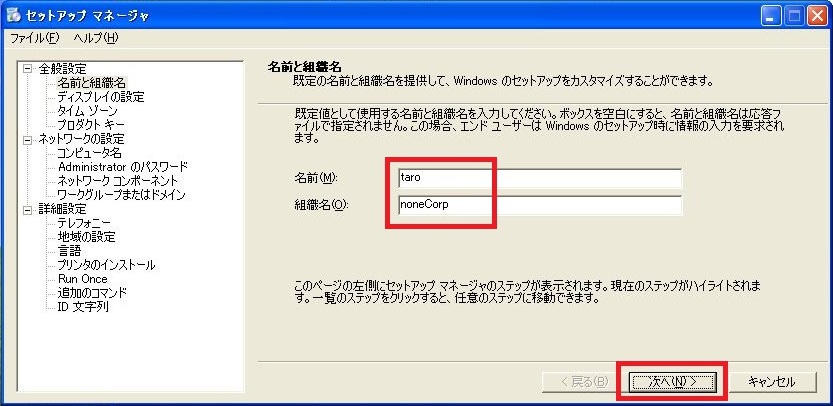 セットアップ マネージャ
ファイル(F) ヘルプ(H)
全般設定
名前と組織名
ディスプレイの設定
タイム ゾーン
プロダクト キー
ネットワークの設定
コンピュータ名
Administrator のパスワード
ネットワーク コンポーネント
ワークグループまたはドメイン
詳細設定
テレフォニー
地域の設定
言語
プリンタのインストール
Run Once
追加のコマンド
ID 文字列
名前と組織名
既定の名前と組織名を提供して、Windows のセットアップをカスタマイズすることができます。
既定値として使用する名前と組織名を入力してください。ボックスを空白にすると、名前と組織名は応答フ
ァイルで指定されません。この場合、エンド ユーザーは Windows のセットアップ時に情報の入力を要求され
ます。
名前(M): taro
組織名(O): noneCorp
このページの左側にセットアップ マネージャのステップが表示されます。現在のステップがハイライトされま
す。一覧のステップをクリックすると、任意のステップに移動できます。
< 戻る(B) 次へ(N) > キャンセル